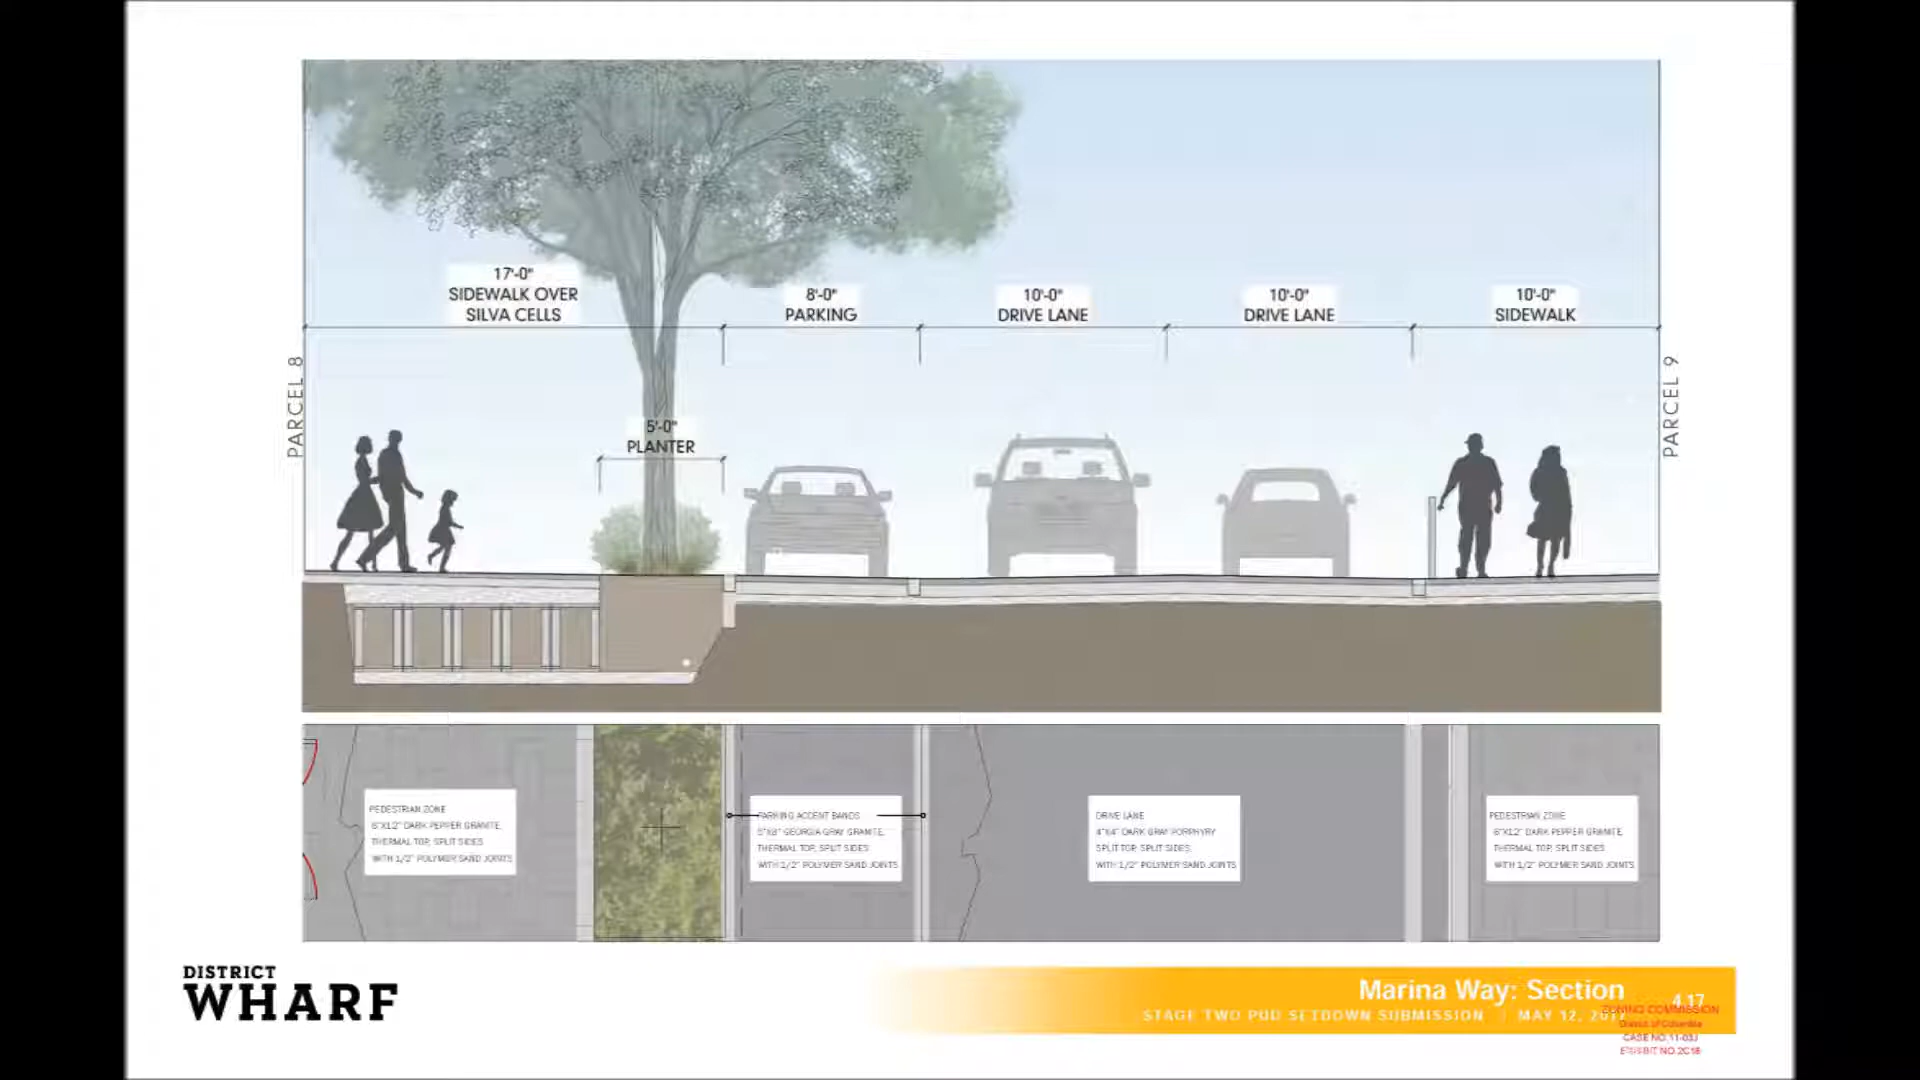 17'-0"
SIDEWALK OVER
SILVA CELLS
8'-0"
PARKING
10'-0"
DRIVE LANE
10'-0"
DRIVE LANE
10'-0"
SIDEWALK
PARCEL 8
PARCEL 9
5'-0"
PLANTER
PEDESTRIAN ZONE
6"X12" DARK PEPPER GRANITE,
THERMAL TOP, SPLIT SIDES
WITH 1/2" POLYMER SAND JOINTS
PARKING ACCENT BANDS
GEORGIA GRAY GRANITE,
THERMAL TOP, SPLIT SIDES
WITH 1/2" POLYMER SAND JOINTS
DRIVE LANE
4"X4" DARK GRAY PORPHYRY
SPLIT TOP, SPLIT SIDES,
WITH 1/2" POLYMER SAND JOINTS
PEDESTRIAN ZONE
6"X12" DARK PEPPER GRANITE,
THERMAL TOP, SPLIT SIDES
WITH 1/2" POLYMER SAND JOINTS
DISTRICT
WHARF
Marina Way: Section
4.17
STAGE TWO PUD SETDOWN SUBMISSION | MAY 12, 2017
ZONING COMMISSION
District of Columbia
CASE NO.11-03J
EXHIBIT NO.2C18